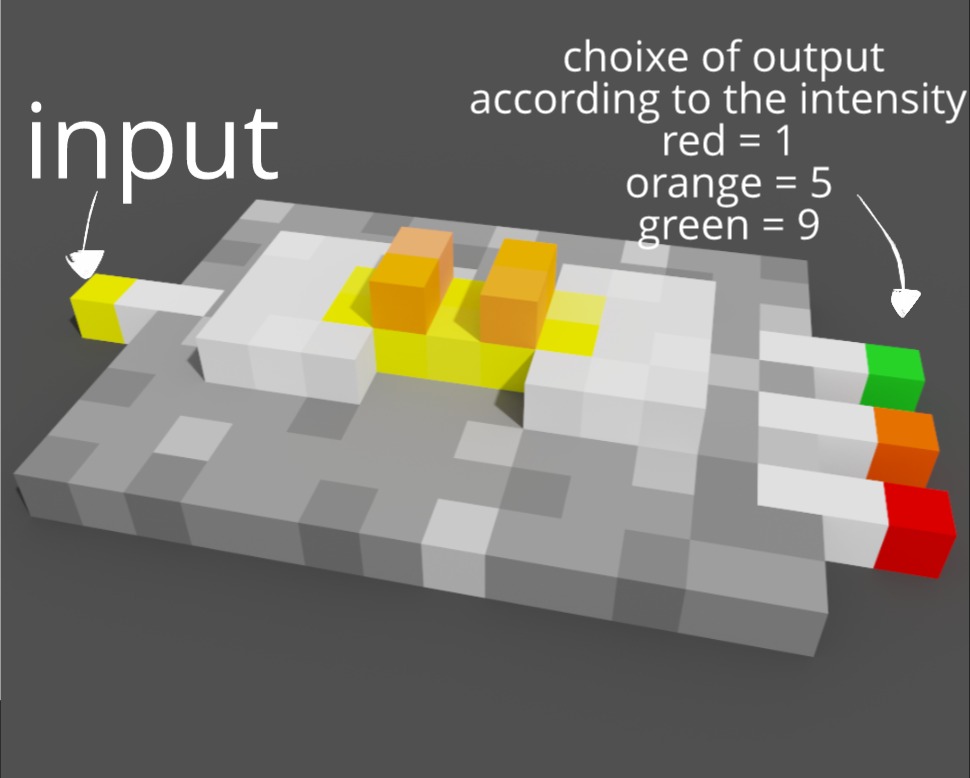 input
choixe of output
according to the intensity
red = 1
orange = 5
green = 9